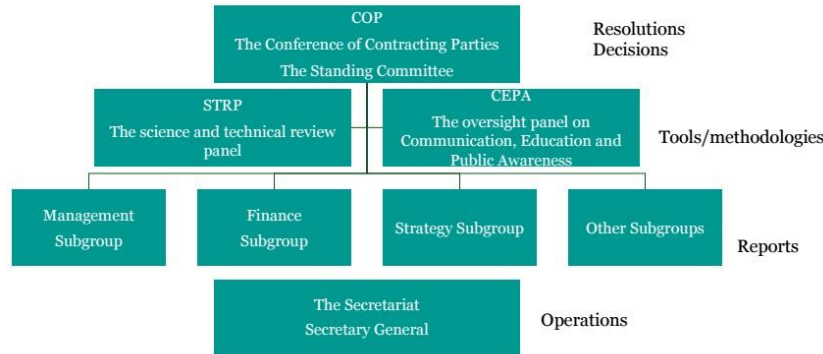 COP
The Conference of Contracting Parties
The Standing Committee
Resolutions
Decisions
STRP
The science and technical review
panel
CEPA
The oversight panel on
Communication, Education and
Public Awareness
Tools/methodologies
Management
Subgroup
Finance
Subgroup
Strategy Subgroup
Other Subgroups
Reports
The Secretariat
Secretary General
Operations